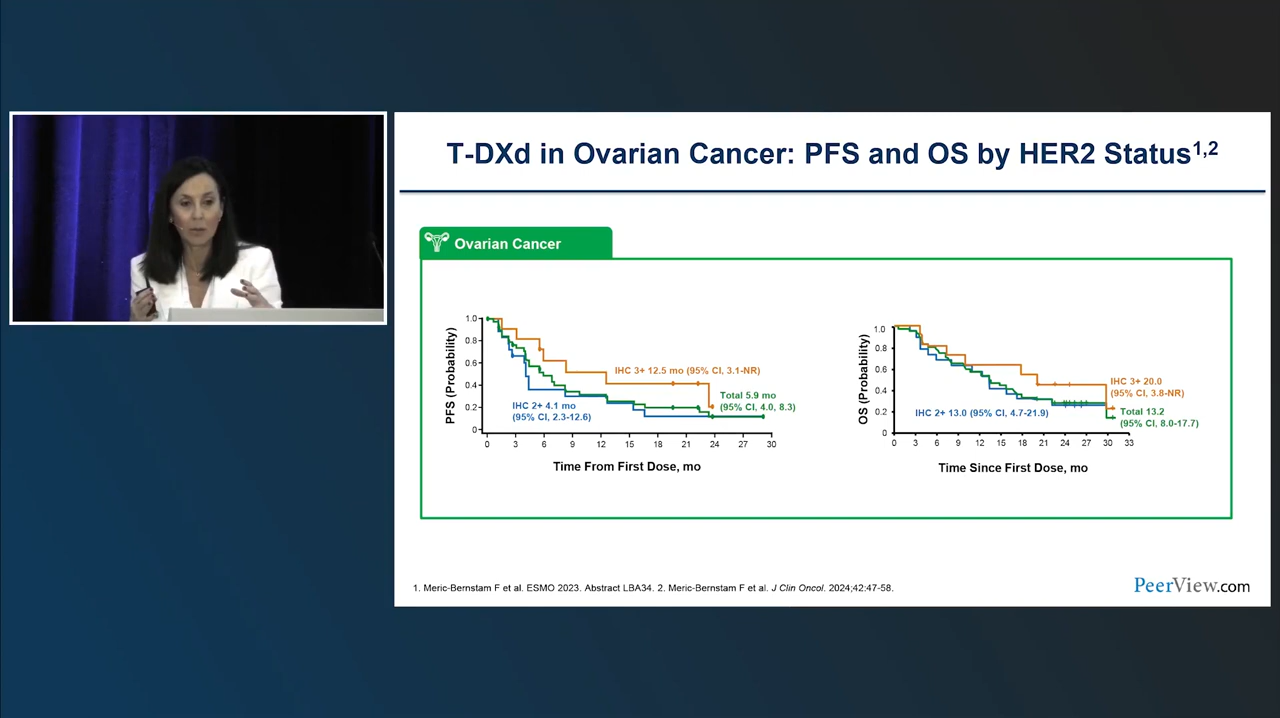 T-DXd in Ovarian Cancer: PFS and OS by HER2 Status1,2
Ovarian Cancer
PFS (Probability)
1.0
0.8
0.6
0.4
0.2
0
IHC 3+ 12.5 mo (95% CI, 3.1-NR)
Total 5.9 mo
(95% CI, 4.0, 8.3)
IHC 2+ 4.1 mo
(95% CI, 2.3-12.6)
0 3 6 9 12 15 18 21 24 27 30
Time From First Dose, mo
OS (Probability)
1.0
0.8
0.6
0.4
0.2
0
IHC 3+ 20.0
(95% CI, 3.8-NR)
Total 13.2
(95% CI, 8.0-17.7)
IHC 2+ 13.0 (95% CI, 4.7-21.9)
0 3 6 9 12 15 18 21 24 27 30 33
Time Since First Dose, mo
1. Meric-Bernstam F et al. ESMO 2023. Abstract LBA34. 2. Meric-Bernstam F et al. J Clin Oncol. 2024;42:47-58.
PeerView.com